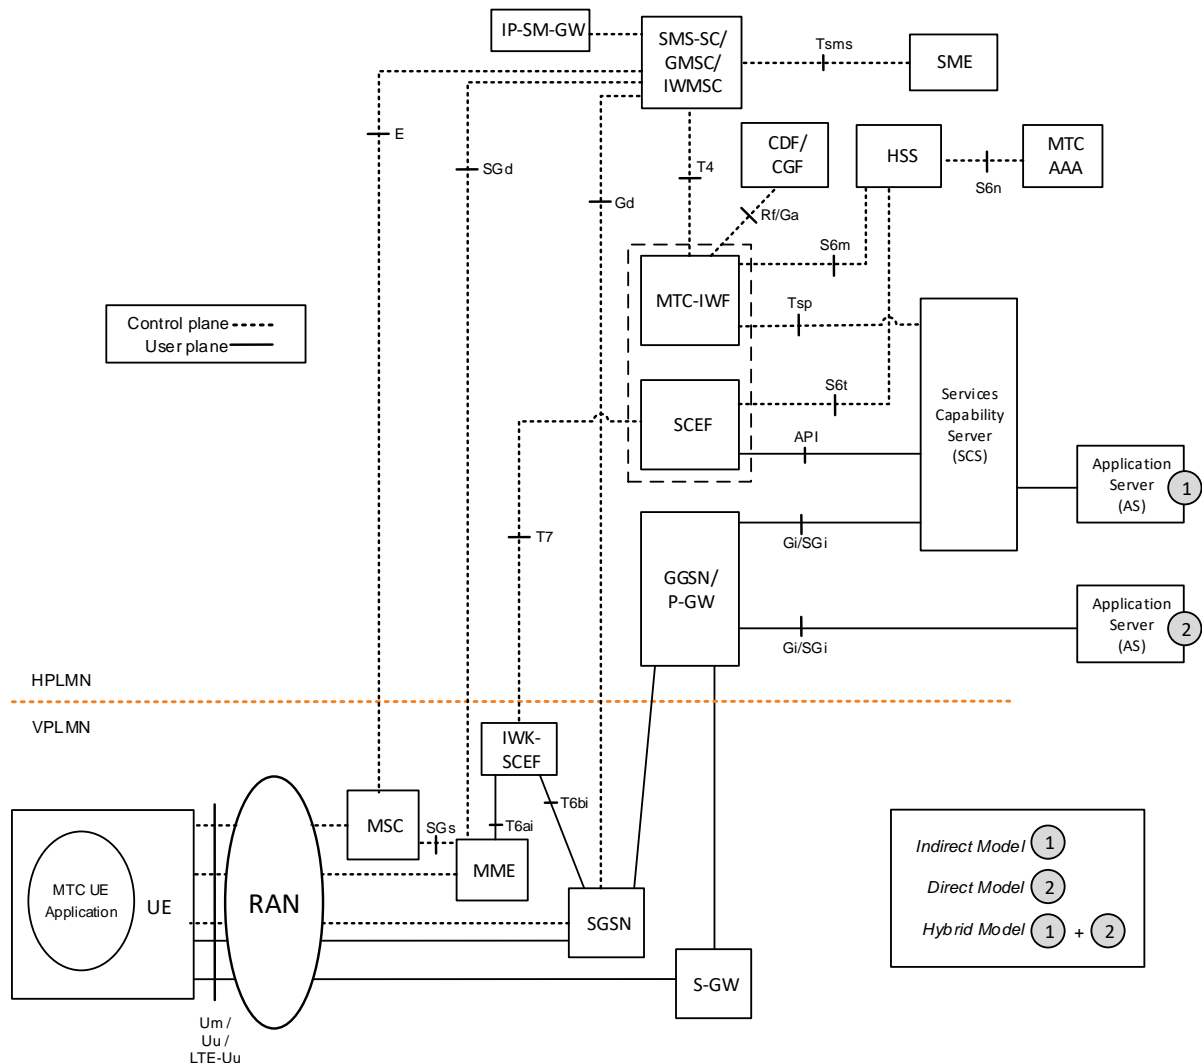 IP-SM-GW
SMS-SC/
GMSC/
IWMSC
Tsms
SME
E
SGd
Gd
T4
CDF/
CGF
Rf/Ga
HSS
S6n
MTC
AAA
S6m
MTC-IWF
Tsp
Control plane
User plane
S6t
SCEF
API
Services
Capability
Server
(SCS)
Application
Server
(AS)
1
T7
Gi/SGi
GGSN/
P-GW
Gi/SGi
Application
Server
(AS)
2
HPLMN
VPLMN
IWK-
SCEF
T6bi
T6ai
MSC
SGs
MME
MTC UE
Application
UE
RAN
SGSN
S-GW
Um /
Uu /
LTE-Uu
Indirect Model 1
Direct Model 2
Hybrid Model 1 + 2